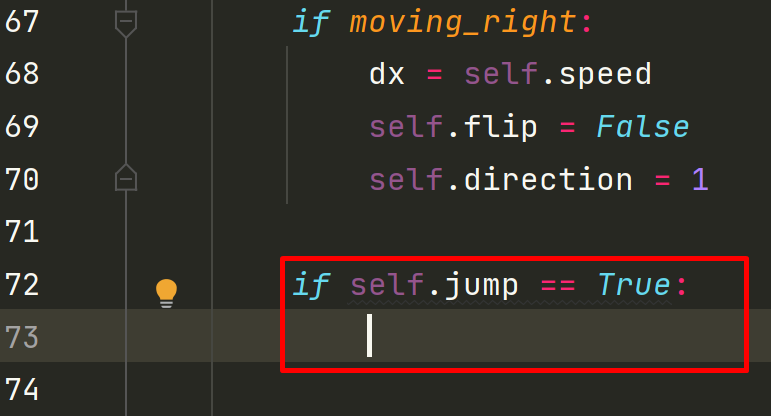 67 if moving_right:
68 dx = self.speed
69 self.flip = False
70 self.direction = 1
71
72 if self.jump == True:
73
74